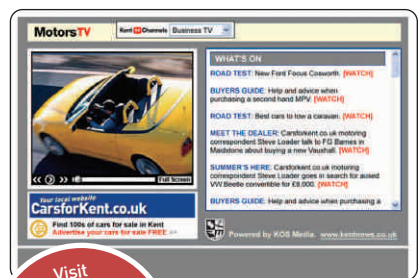 MotorsTV
Kent Channels Business TV
WHAT'S ON
ROAD TEST: New Ford Focus Cosworth. [WATCH]
BUYERS GUIDE: Help and advice when
purchasing a second hand MPV. [WATCH]
ROAD TEST: Best cars to low a caravan. [WATCH]
MEET THE DEALER: Carsforkent.co.uk motoring
correspondent Steve Loader talk to FG Barnes in
Maidstone about buying a new Vauxhall. [WATCH]
SUMMER'S HERE: Carsforkent.co.uk motoring
correspondent Steve Loader goes in search for aused
VW Beetle convertible for £8,000. [WATCH]
BUYERS GUIDE: Help and advice when purchasing a
Full Screen
Your local website
CarsforKent.co.uk
Find 100s of cars for sale in Kent
Advertise your cars for sale FREE >>
Powered by KOS Media. www.kentnews.co.uk
Visit